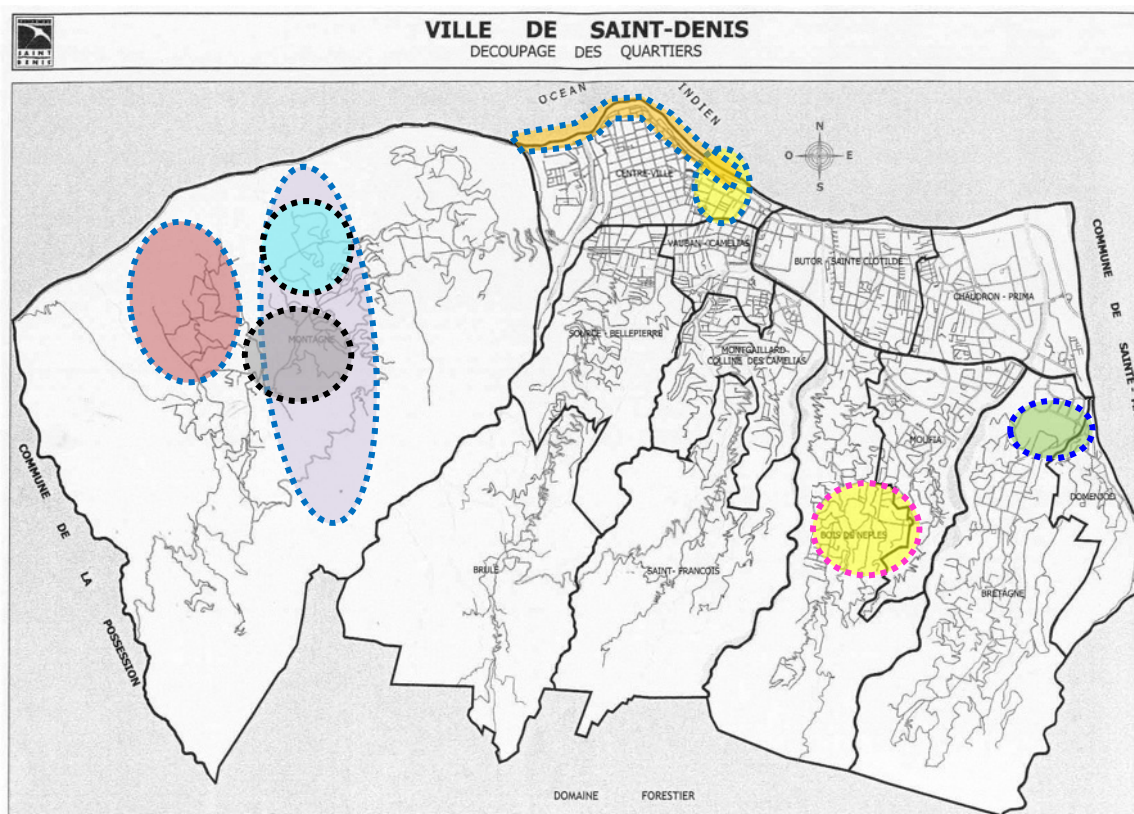 VILLE DE SAINT-DENIS
DECOUPAGE DES QUARTIERS
SAINT
DENIS
OCEAN INDIEN
N
O E
S
CENTRE-VILLE
VAUBAN - CAMELIAS
BUTOR - SAINTE CLOTILDE
CHAUDRON - PRIMA
COMMUNE DE SAINTE -
MONTAGNE
SOURCE - BELLEPIERRE
MONTGAILLARD
COLLINE DES CAMELIAS
MOUFIA
DOMENJOD
BOIS DE NEFLES
BRULE
SAINT- FRANCOIS
BRETAGNE
COMMUNE DE LA POSSESSION
DOMAINE FORESTIER